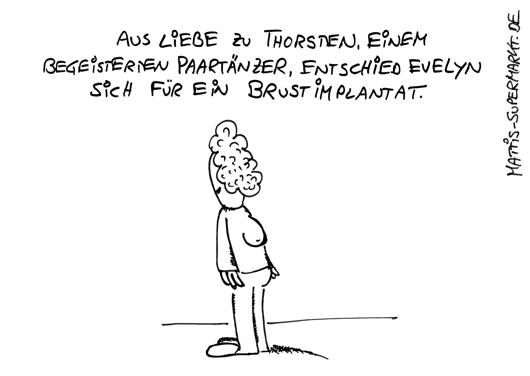 AUS LIEBE ZU THORSTEN, EINEM
BEGEISTERTEN PAARTÄNZER, ENTSCHIED EVELYN
SICH FÜR EIN BRUSTIMPLANTAT.
MATTIS-SUPERMARKT.DE